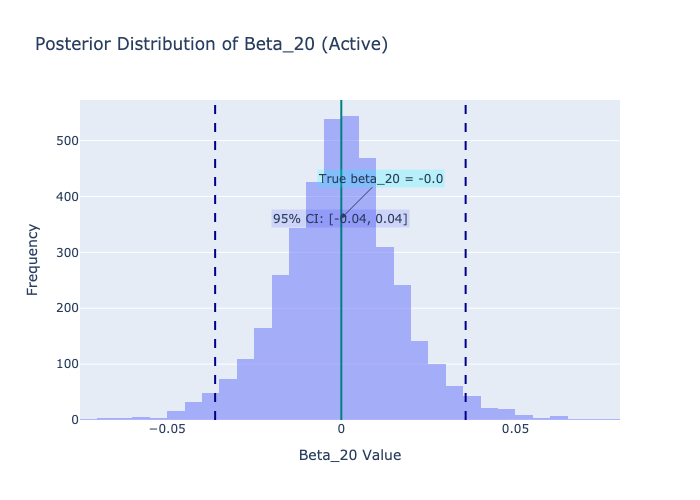 Posterior Distribution of Beta_20 (Active)
500
400
300
200
100
0
True beta_20 = -0.0
95% CI: [-0.04, 0.04]
Frequency
−0.05
0
0.05
Beta_20 Value